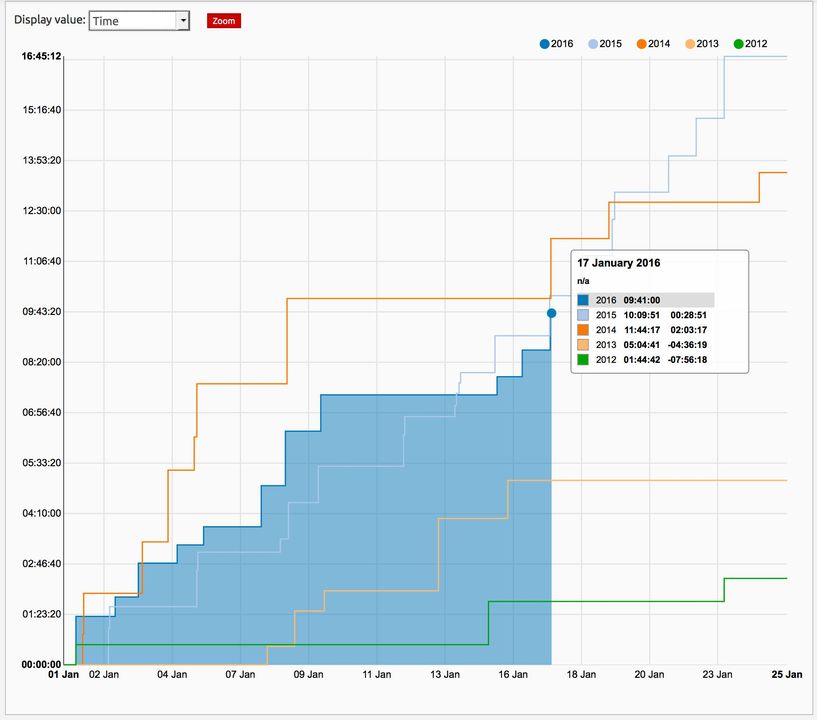 Display value: Time Zoom
2016 2015 2014 2013 2012
16:45:12
15:16:40
13:53:20
12:30:00
11:06:40
09:43:20
08:20:00
06:56:40
05:33:20
04:10:00
02:46:40
01:23:20
00:00:00
17 January 2016
n/a
2016 09:41:00
2015 10:09:51 00:28:51
2014 11:44:17 02:03:17
2013 05:04:41 -04:36:19
2012 01:44:42 -07:56:18
01 Jan 02 Jan 04 Jan 07 Jan 09 Jan 11 Jan 13 Jan 16 Jan 18 Jan 20 Jan 23 Jan 25 Jan